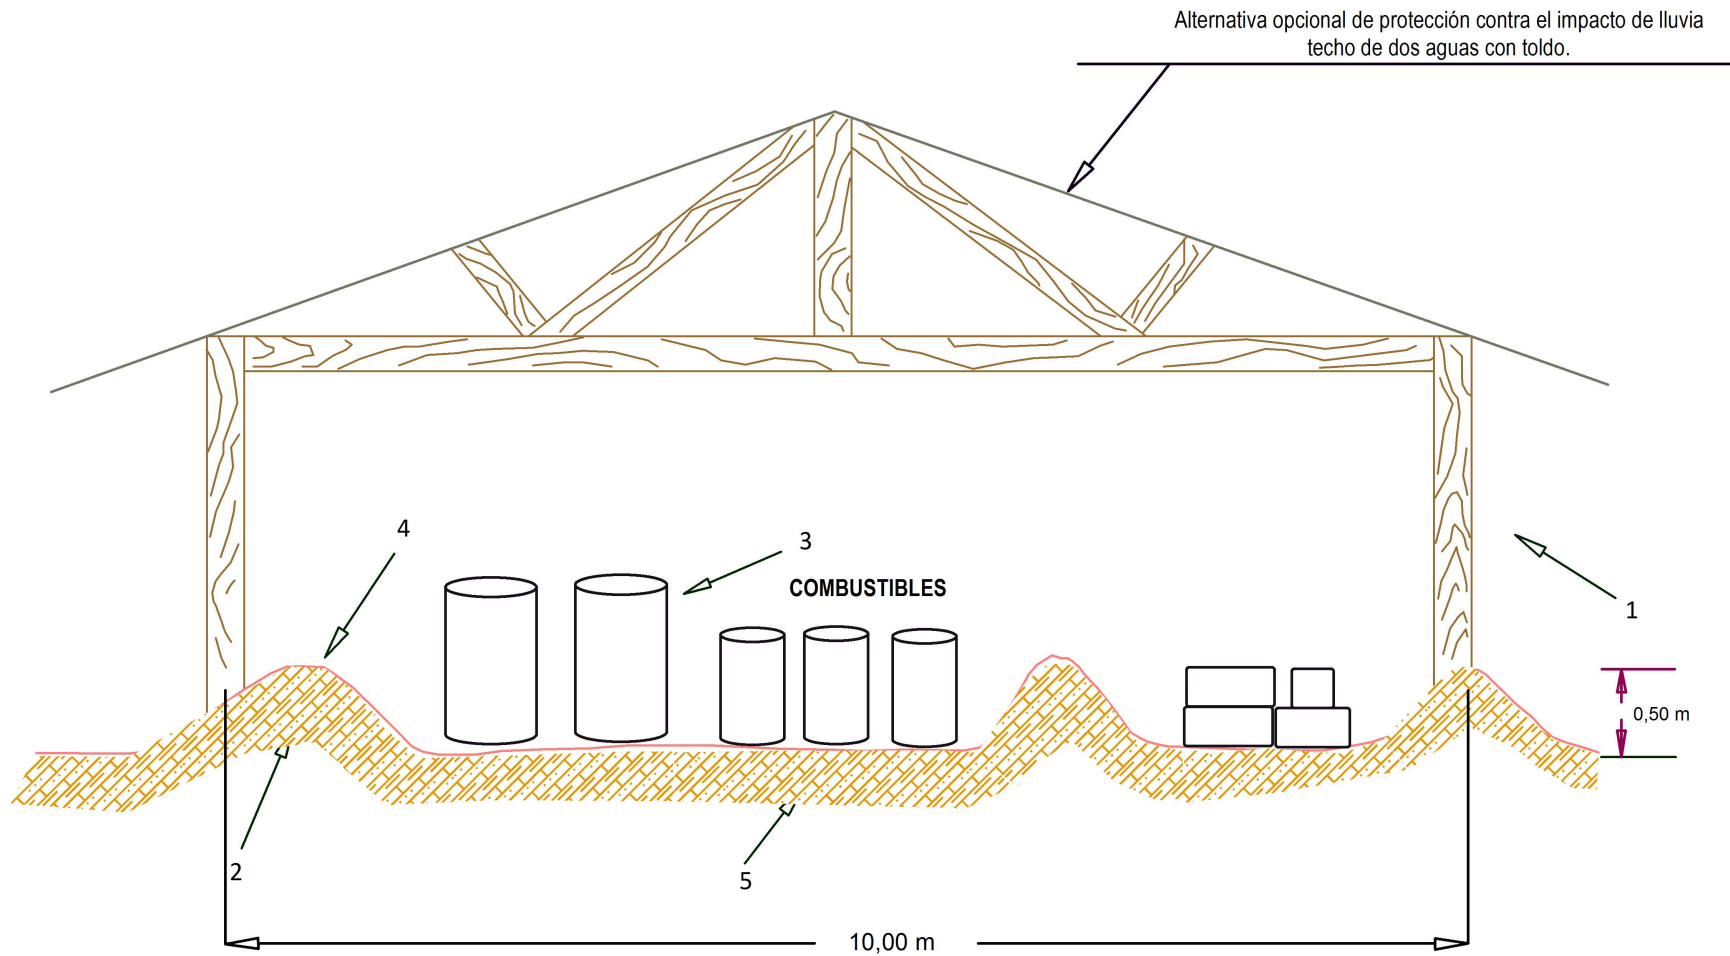 Alternativa opcional de protección contra el impacto de lluvia
techo de dos aguas con toldo.
4
3
COMBUSTIBLES
1
0,50 m
2
5
10,00 m